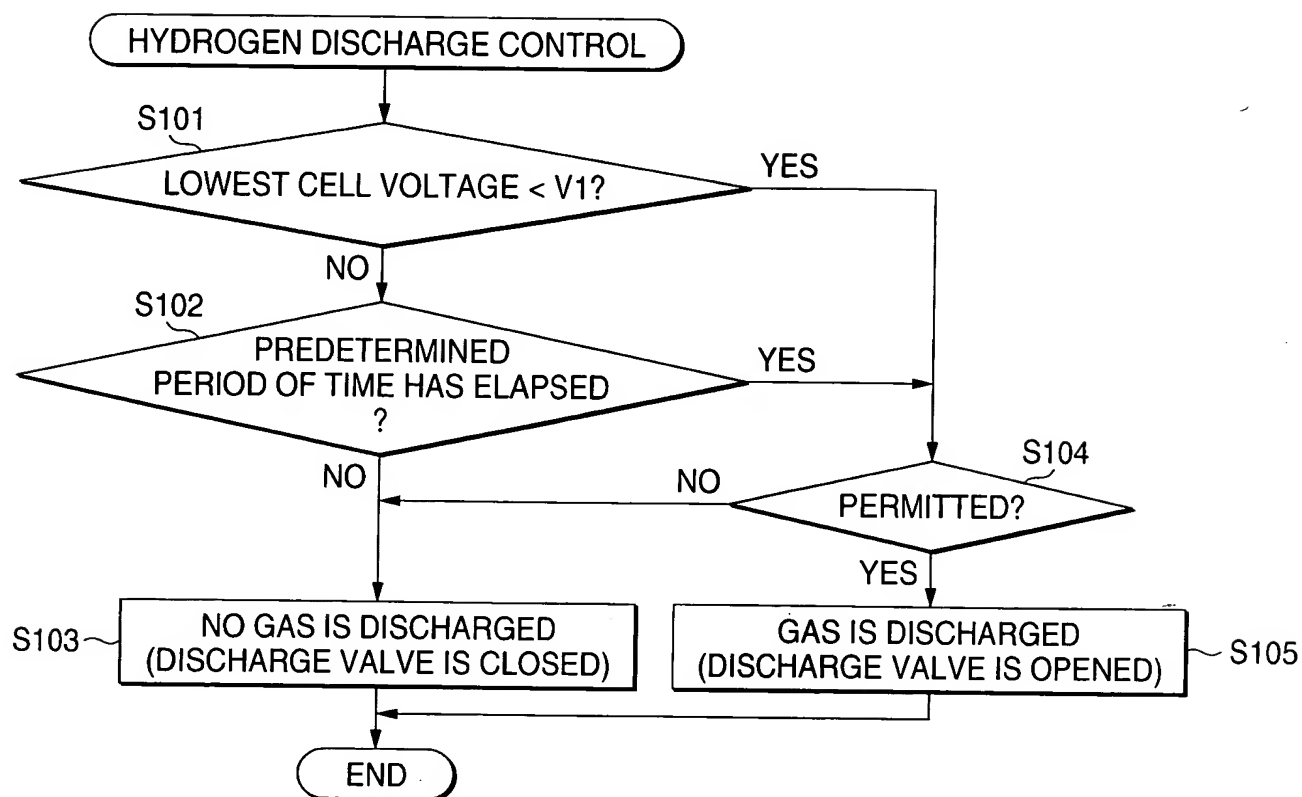 HYDROGEN DISCHARGE CONTROL
S101
LOWEST CELL VOLTAGE < V1?
YES
NO
S102
PREDETERMINED
PERIOD OF TIME HAS ELAPSED
?
YES
NO
S104
PERMITTED?
NO
YES
S103
NO GAS IS DISCHARGED
(DISCHARGE VALVE IS CLOSED)
GAS IS DISCHARGED
(DISCHARGE VALVE IS OPENED)
S105
END